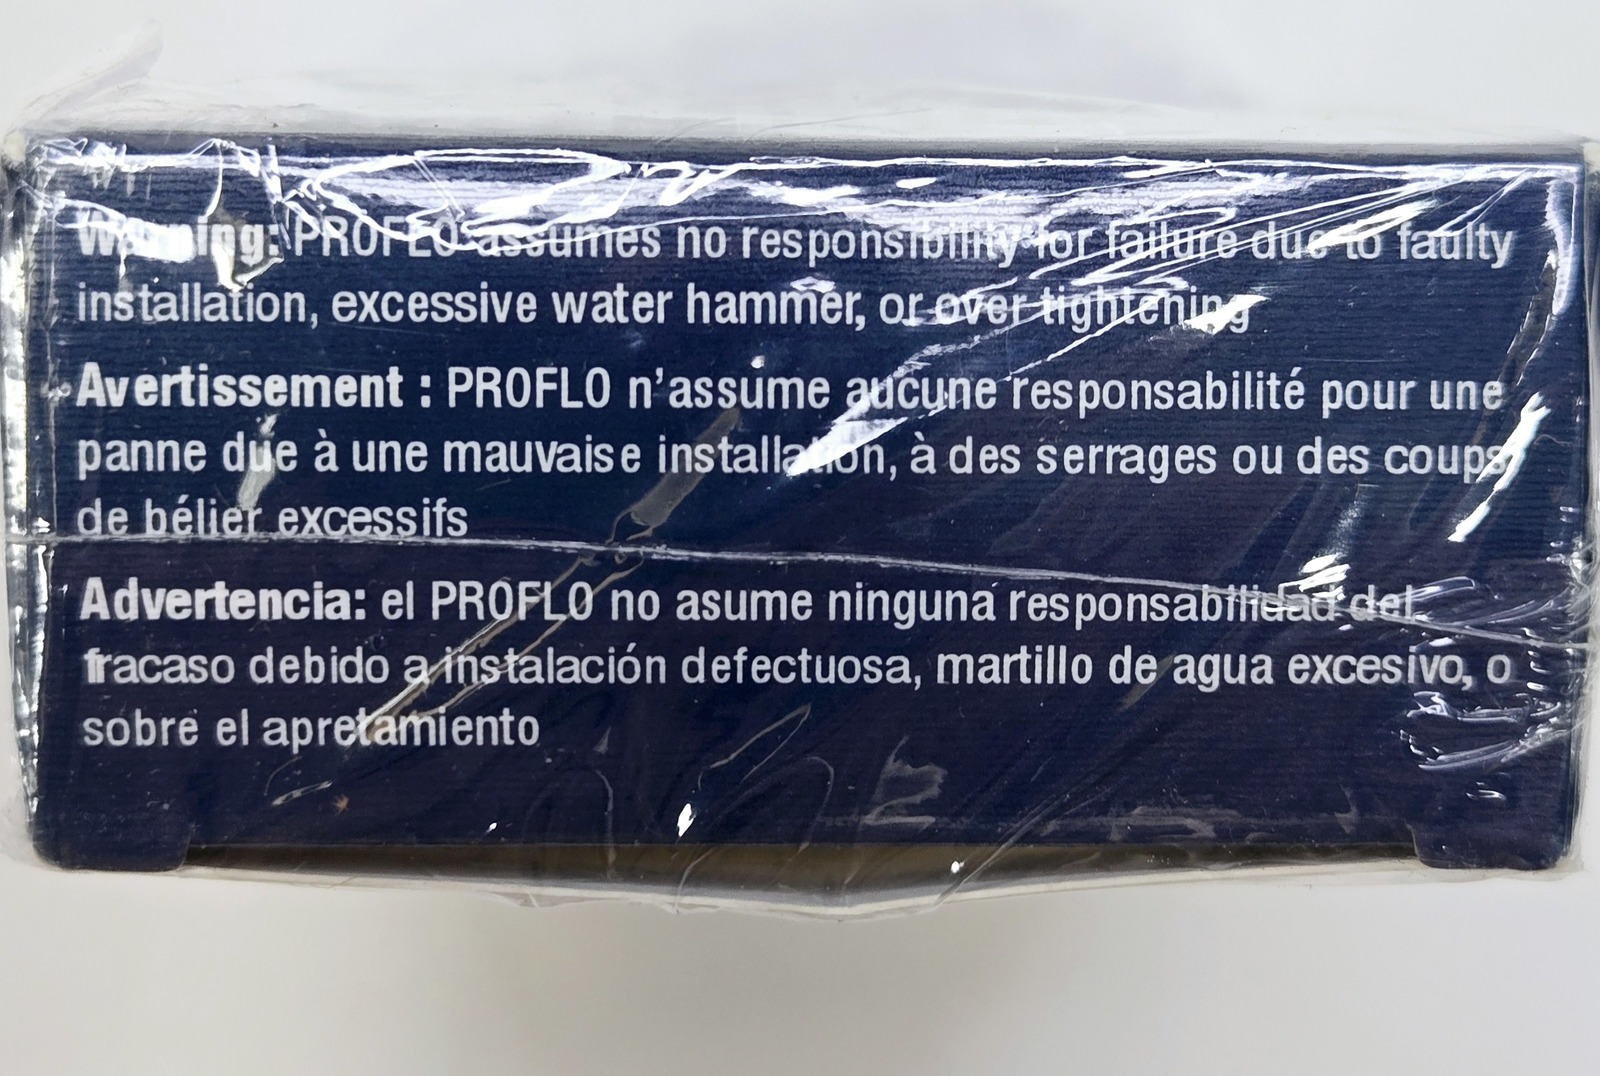 Warning: PROFLO assumes no responsibility for failure due to faulty
installation, excessive water hammer, or over tightening
Avertissement : PROFLO n'assume aucune responsabilité pour une
panne due à une mauvaise installation, à des serrages ou des coups
de bélier excessifs
Advertencia: el PROFLO no asume ninguna responsabilidad del
fracaso debido a instalación defectuosa, martillo de agua excesivo, o
sobre el apretamiento